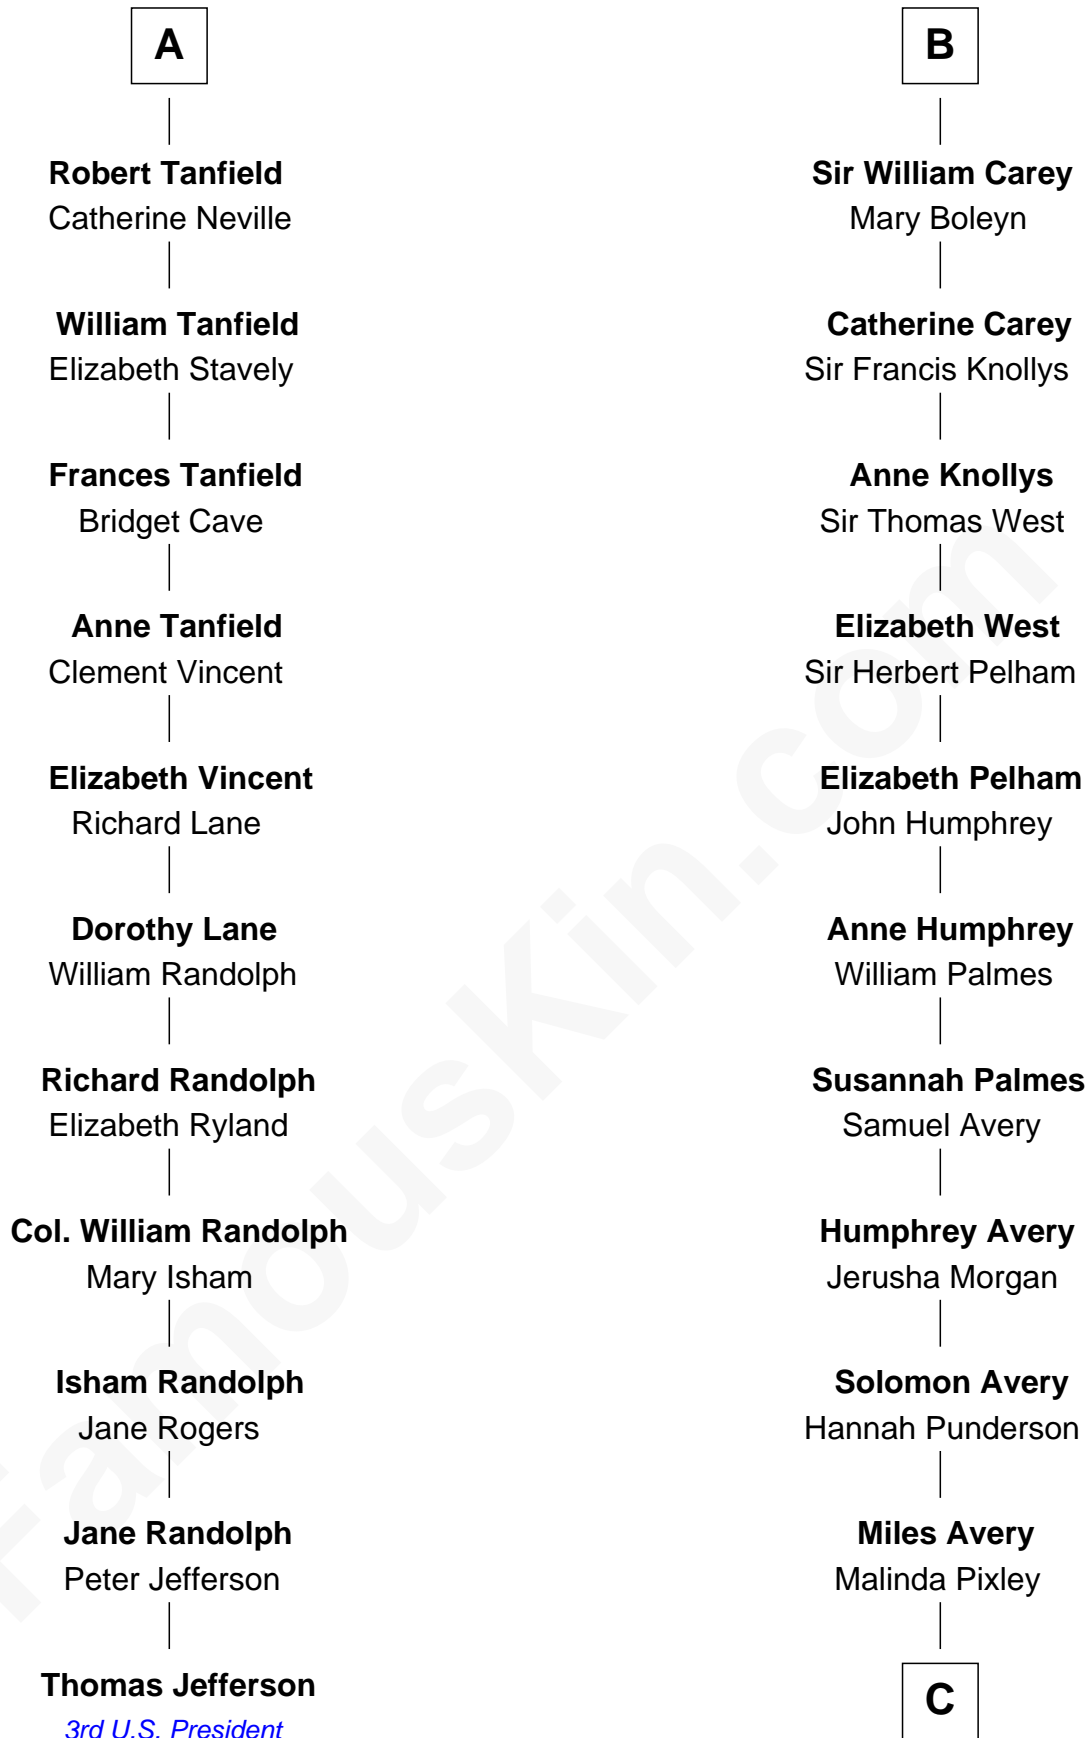 A
Robert Tanfield
Catherine Neville
William Tanfield
Elizabeth Stavely
Frances Tanfield
Bridget Cave
Anne Tanfield
Clement Vincent
Elizabeth Vincent
Richard Lane
Dorothy Lane
William Randolph
Richard Randolph
Elizabeth Ryland
Col. William Randolph
Mary Isham
Isham Randolph
Jane Rogers
Jane Randolph
Peter Jefferson
Thomas Jefferson
3rd U.S. President
B
Sir William Carey
Mary Boleyn
Catherine Carey
Sir Francis Knollys
Anne Knollys
Sir Thomas West
Elizabeth West
Sir Herbert Pelham
Elizabeth Pelham
John Humphrey
Anne Humphrey
William Palmes
Susannah Palmes
Samuel Avery
Humphrey Avery
Jerusha Morgan
Solomon Avery
Hannah Punderson
Miles Avery
Malinda Pixley
C
FamousKin.com